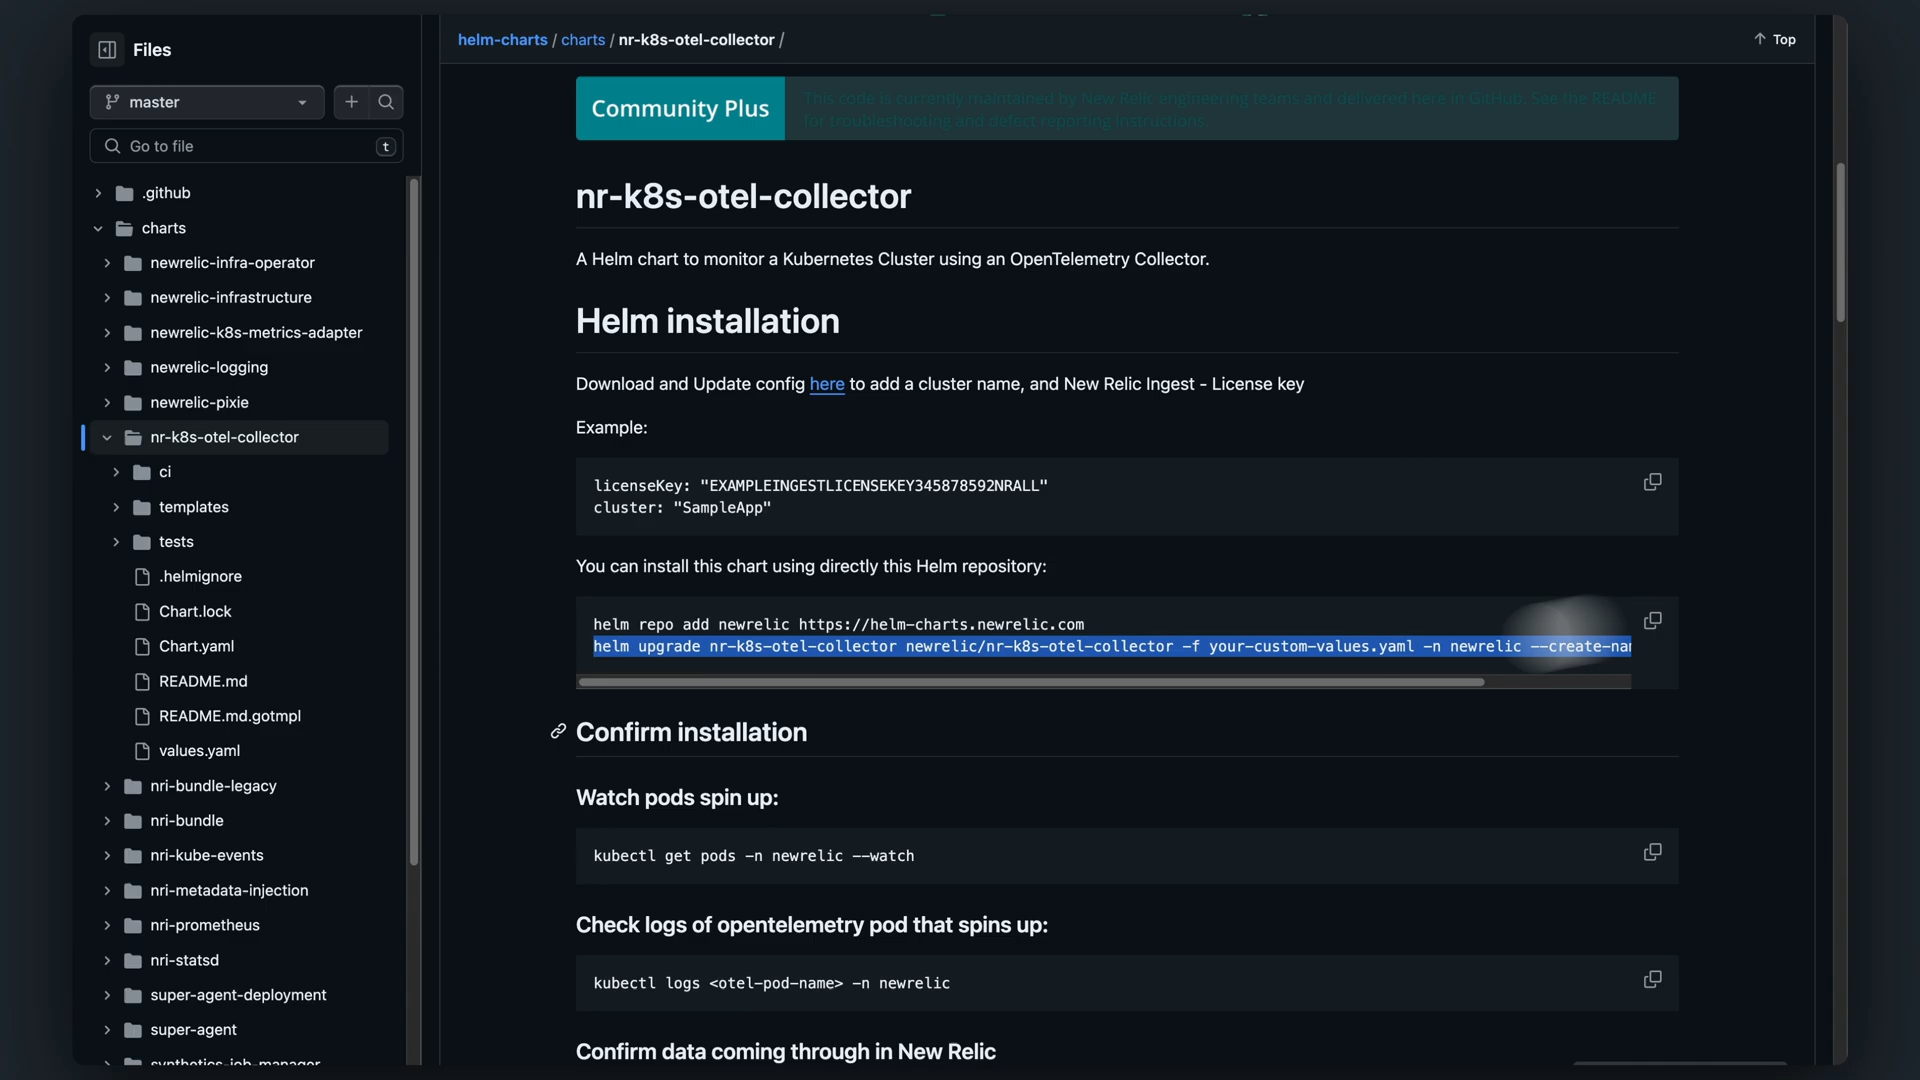 Files
helm-charts / charts / nr-k8s-otel-collector /
Top
master
Go to file
t
.github
charts
newrelic-infra-operator
newrelic-infrastructure
newrelic-k8s-metrics-adapter
newrelic-logging
newrelic-pixie
nr-k8s-otel-collector
ci
templates
tests
.helmignore
Chart.lock
Chart.yaml
README.md
README.md.gotmpl
values.yaml
nri-bundle-legacy
nri-bundle
nri-kube-events
nri-metadata-injection
nri-prometheus
nri-statsd
super-agent-deployment
super-agent
synthetics-job-manager
Community Plus
This code is currently maintained by New Relic engineering teams and delivered here in GitHub. See the README
for troubleshooting and defect reporting instructions.
nr-k8s-otel-collector
A Helm chart to monitor a Kubernetes Cluster using an OpenTelemetry Collector.
Helm installation
Download and Update config here to add a cluster name, and New Relic Ingest - License key
Example:
licenseKey: "EXAMPLEINGESTLICENSEKEY345878592NRALL"
cluster: "SampleApp"
You can install this chart using directly this Helm repository:
helm repo add newrelic https://helm-charts.newrelic.com
helm upgrade nr-k8s-otel-collector newrelic/nr-k8s-otel-collector -f your-custom-values.yaml -n newrelic --create-nam
Confirm installation
Watch pods spin up:
kubectl get pods -n newrelic --watch
Check logs of opentelemetry pod that spins up:
kubectl logs <otel-pod-name> -n newrelic
Confirm data coming through in New Relic